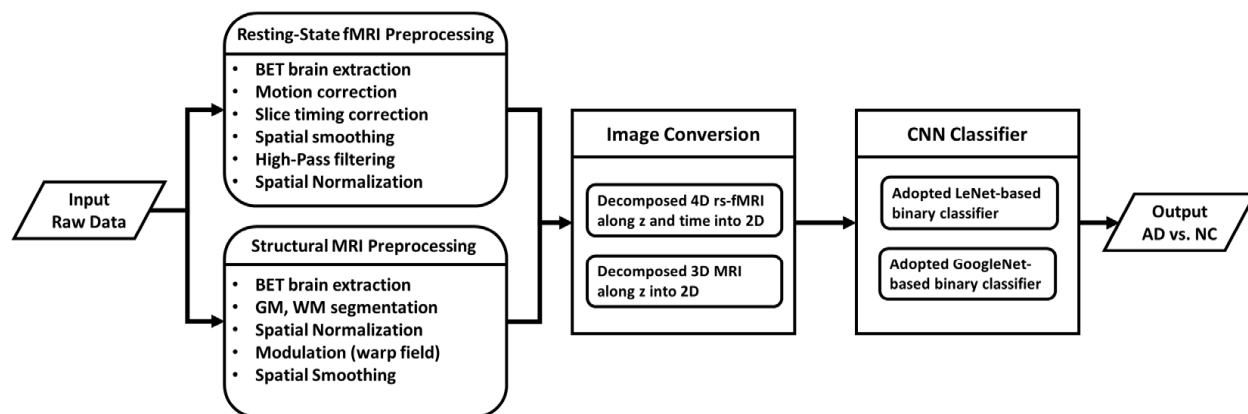 Input
Raw Data
Resting-State fMRI Preprocessing
• BET brain extraction
• Motion correction
• Slice timing correction
• Spatial smoothing
• High-Pass filtering
• Spatial Normalization
Structural MRI Preprocessing
• BET brain extraction
• GM, WM segmentation
• Spatial Normalization
• Modulation (warp field)
• Spatial Smoothing
Image Conversion
Decomposed 4D rs-fMRI
along z and time into 2D
Decomposed 3D MRI
along z into 2D
CNN Classifier
Adopted LeNet-based
binary classifier
Adopted GoogleNet-
based binary classifier
Output
AD vs. NC